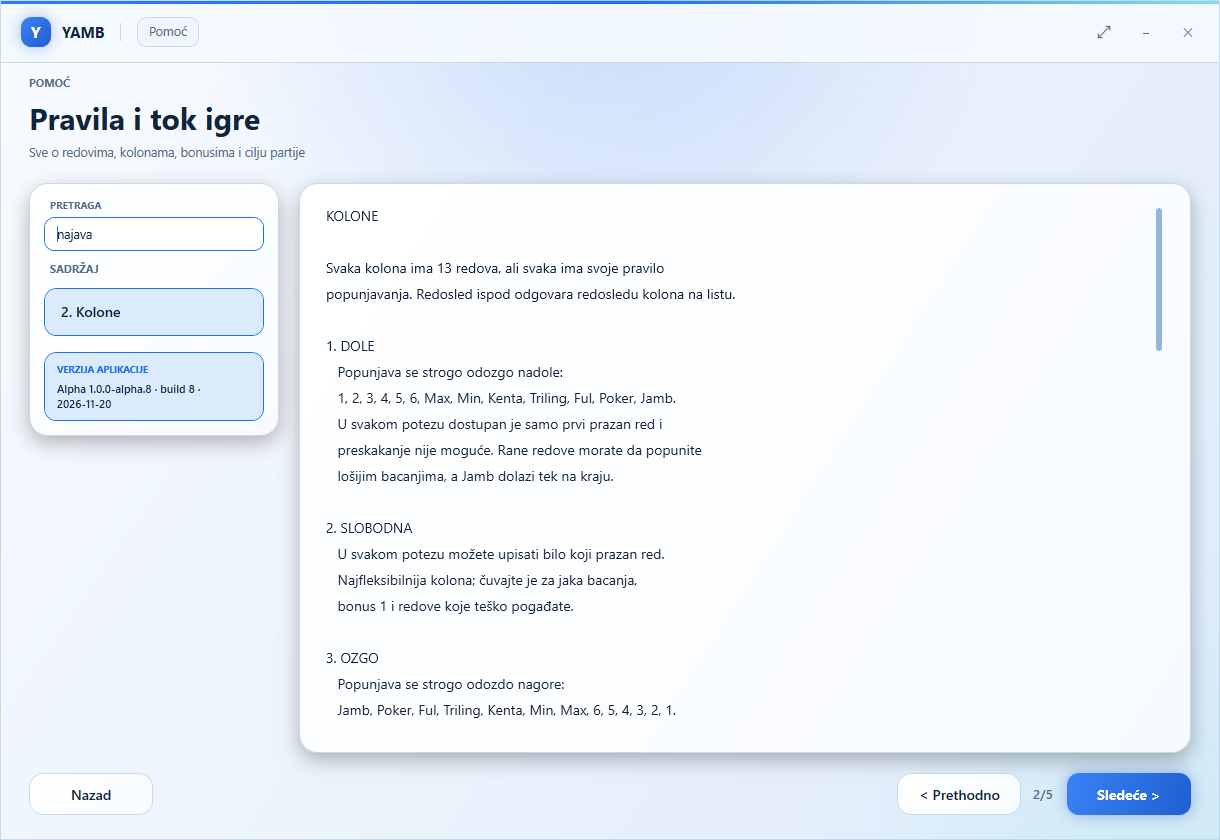 Y YAMB Pomoć
POMOĆ
Pravila i tok igre
Sve o redovima, kolonama, bonusima i cilju partije
PRETRAGA
najava
SADRŽAJ
2. Kolone
VERZIJA APLIKACIJE
Alpha 1.0.0-alpha.8 · build 8 ·
2026-11-20
KOLONE
Svaka kolona ima 13 redova, ali svaka ima svoje pravilo
popunjavanja. Redosled ispod odgovara redosledu kolona na listu.
1. DOLE
Popunjava se strogo odozgo nadole:
1, 2, 3, 4, 5, 6, Max, Min, Kenta, Triling, Ful, Poker, Jamb.
U svakom potezu dostupan je samo prvi prazan red i
preskakanje nije moguće. Rane redove morate da popunite
lošijim bacanjima, a Jamb dolazi tek na kraju.
2. SLOBODNA
U svakom potezu možete upisati bilo koji prazan red.
Najfleksibilnija kolona; čuvajte je za jaka bacanja,
bonus 1 i redove koje teško pogađate.
3. OZGO
Popunjava se strogo odozdo nagore:
Jamb, Poker, Ful, Triling, Kenta, Min, Max, 6, 5, 4, 3, 2, 1.
Nazad
< Prethodno
2/5
Sledeće >